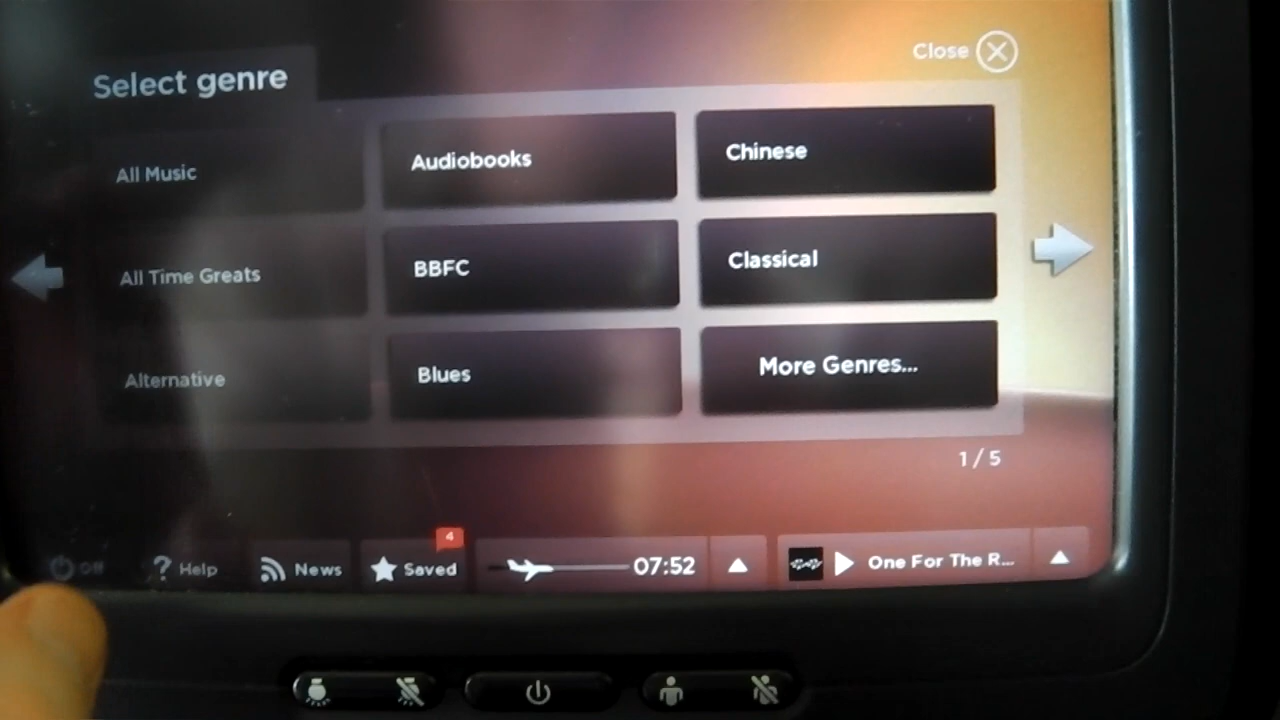 Close
Select genre
All Music
Audiobooks
Chinese
All Time Greats
BBFC
Classical
Alternative
Blues
More Genres...
1 / 5
4
Off
Help
News
Saved
07:52
One For The R...